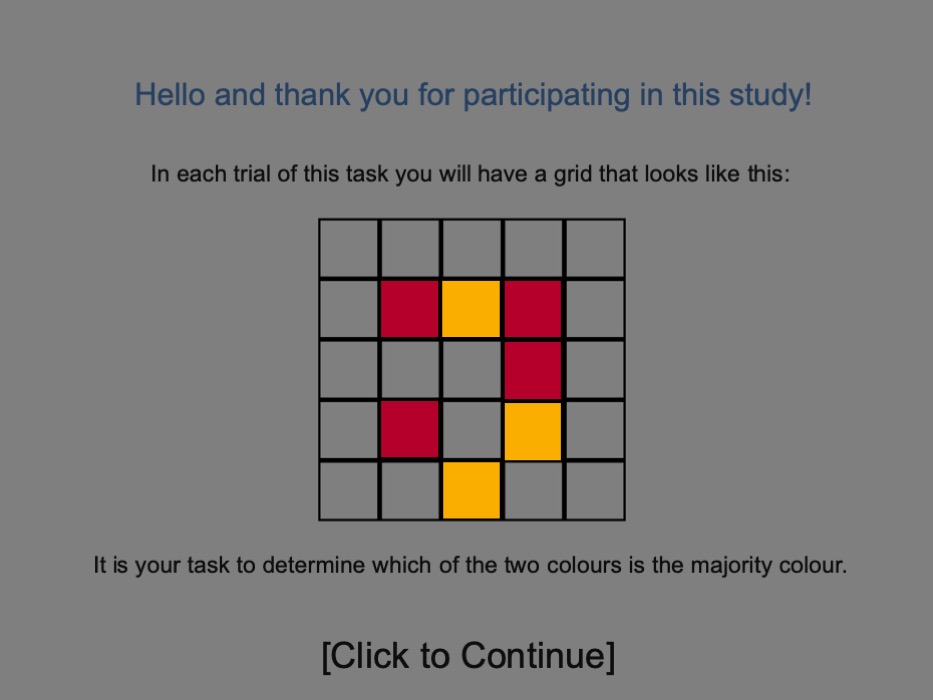 Hello and thank you for participating in this study!
In each trial of this task you will have a grid that looks like this:
It is your task to determine which of the two colours is the majority colour.
[Click to Continue]